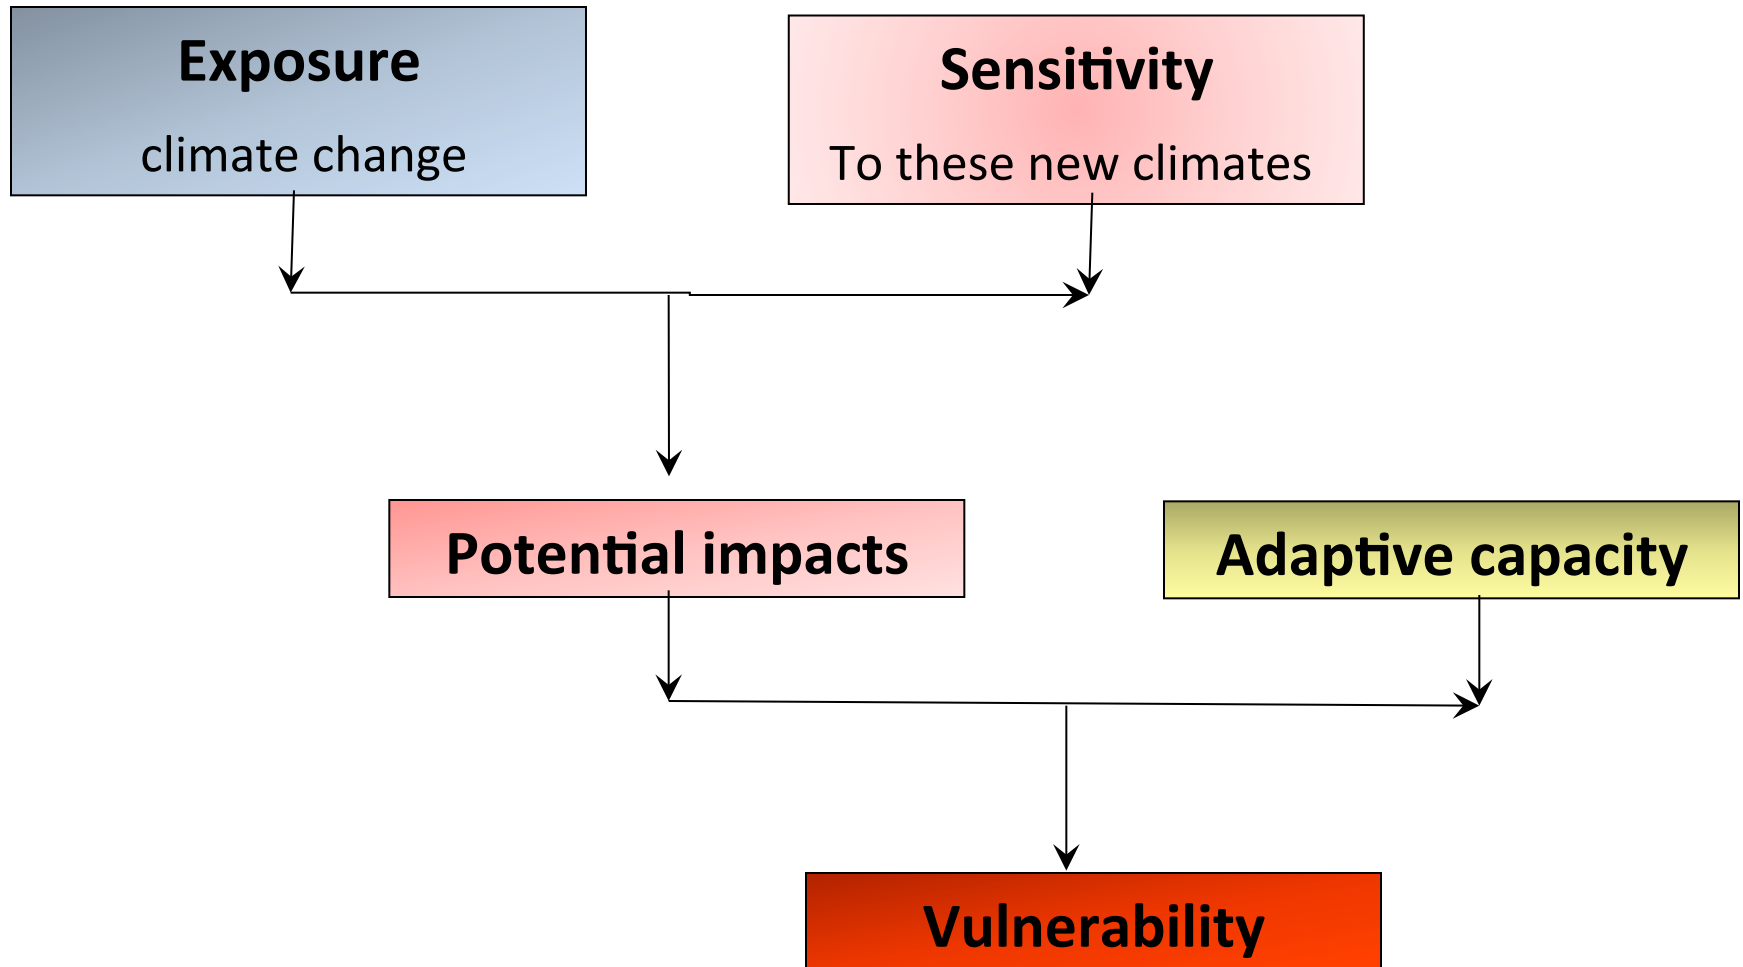 Exposure
climate change
Sensitivity
To these new climates
Potential impacts
Adaptive capacity
Vulnerability